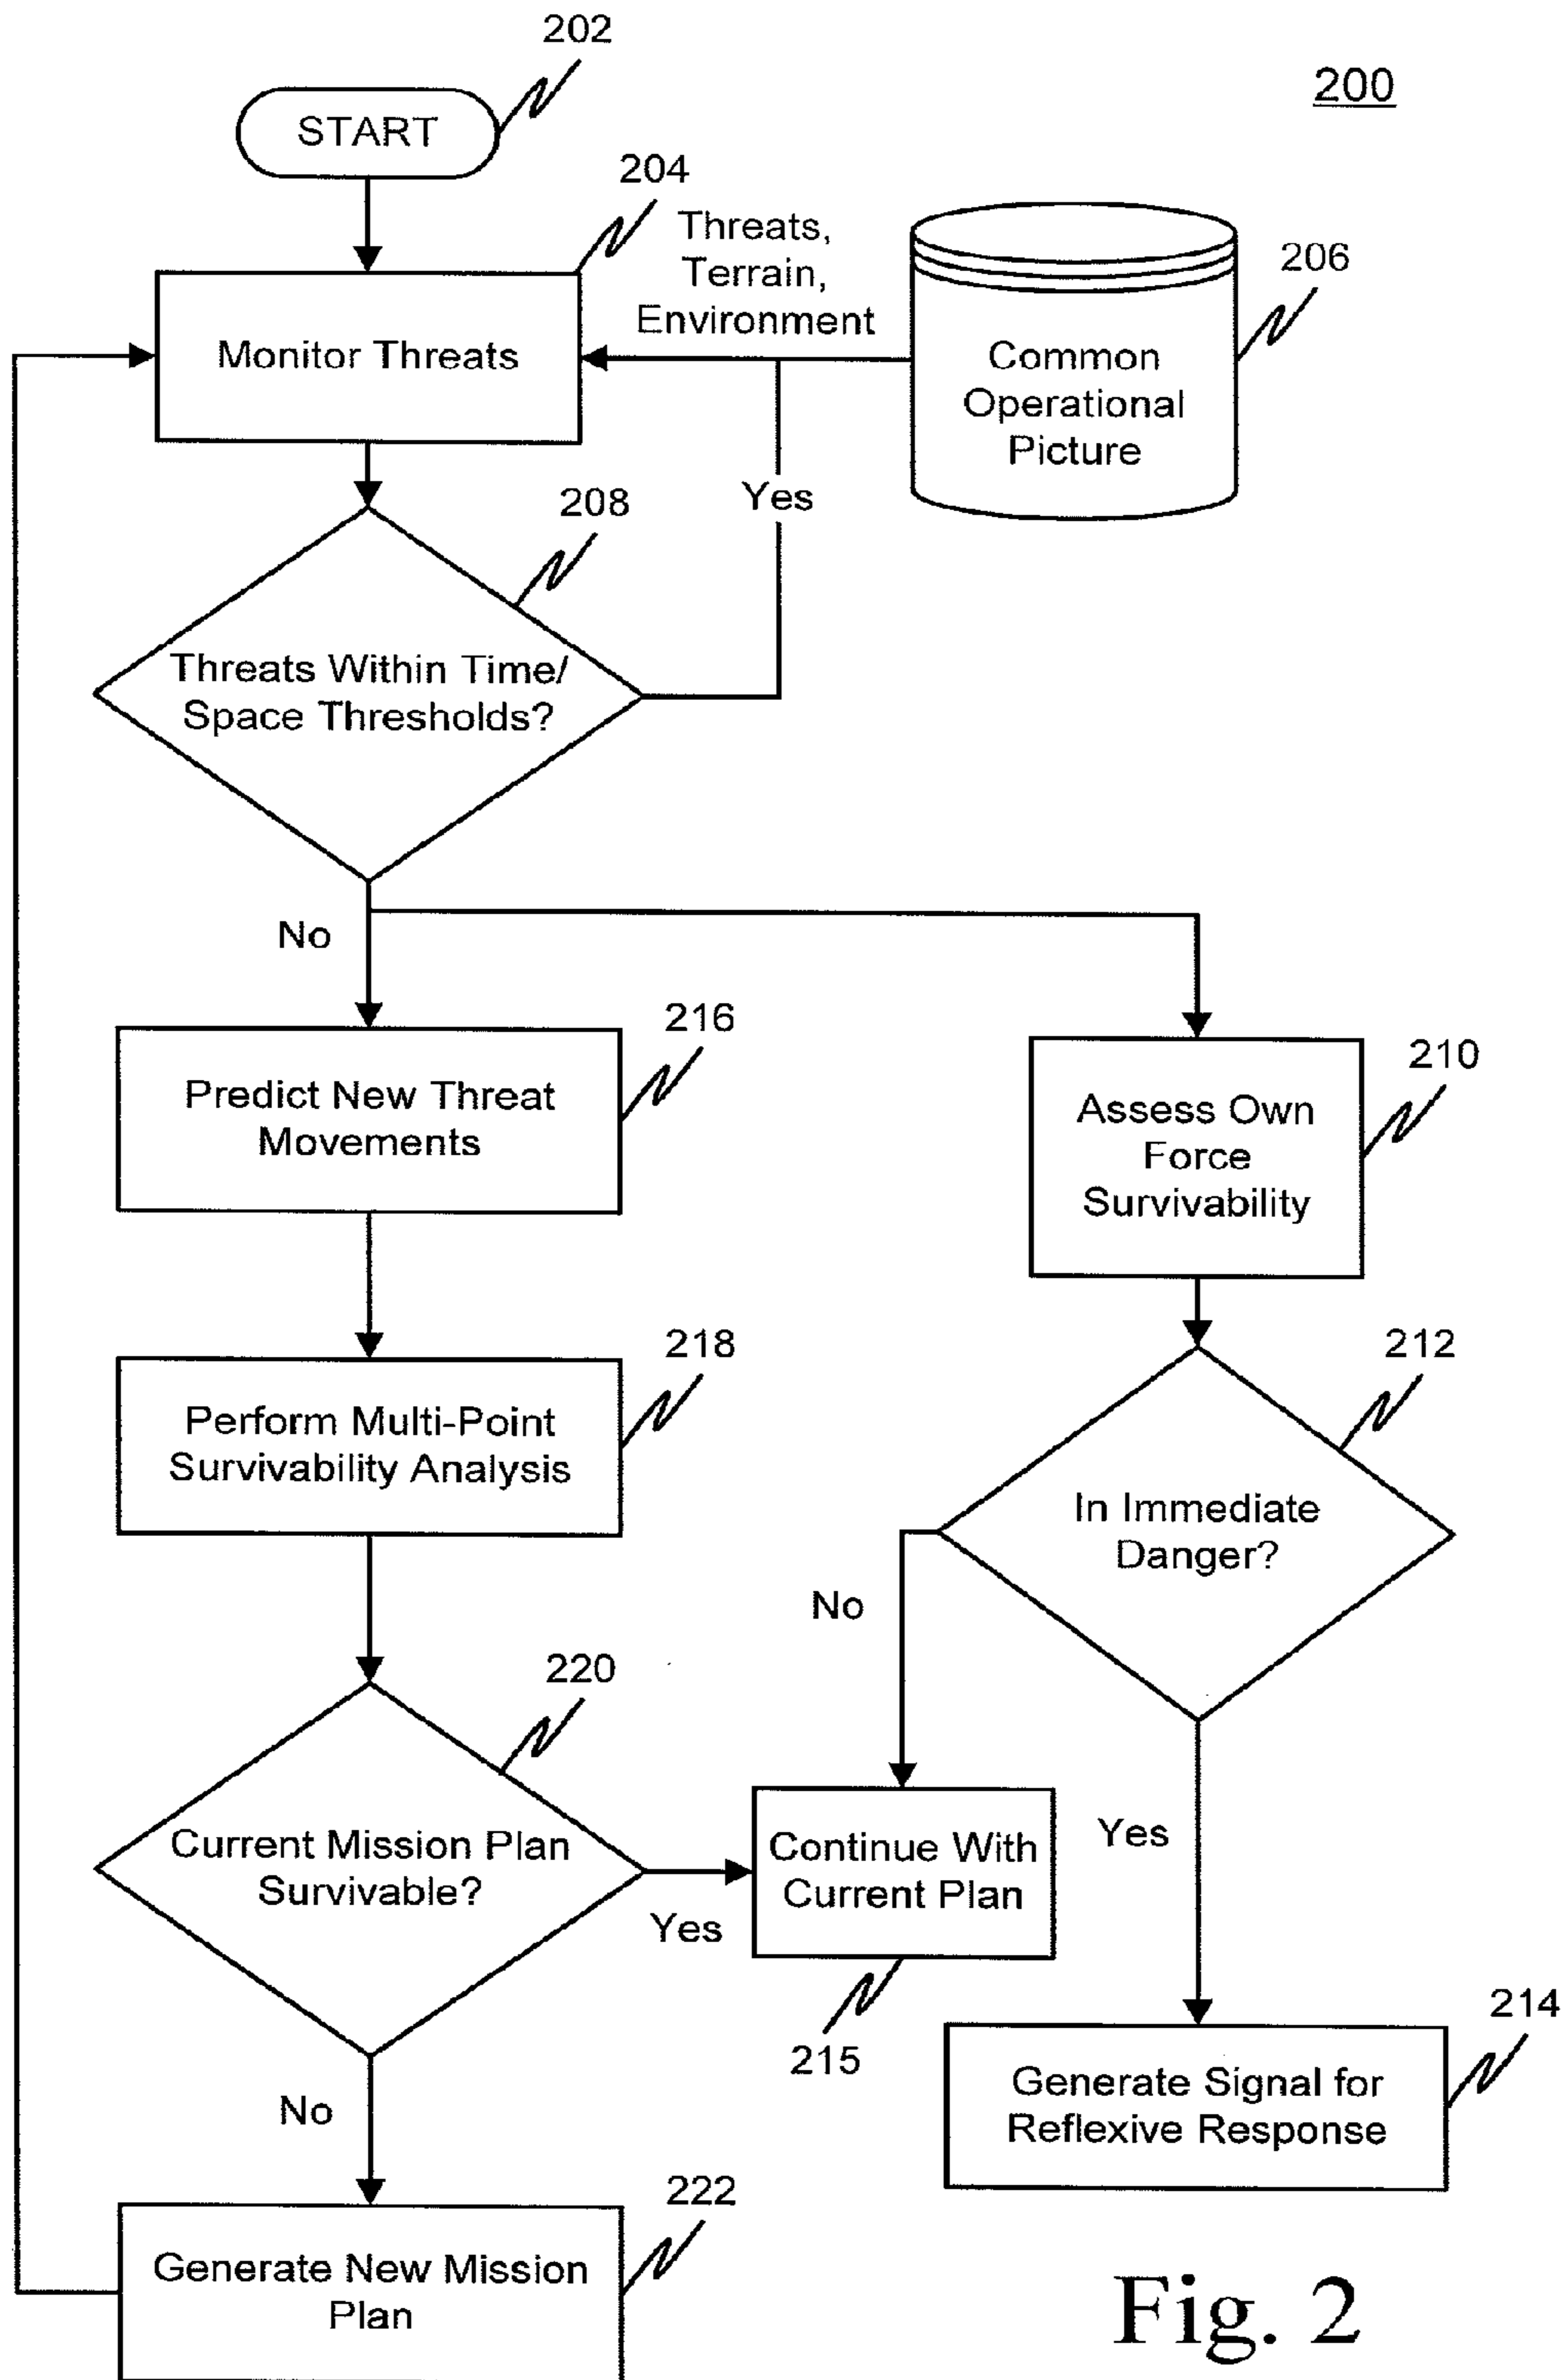 202
200
START
204
Threats,
Terrain,
Environment
206
Monitor Threats
Common
Operational
Picture
Yes
208
Threats Within Time/
Space Thresholds?
No
216
Predict New Threat
Movements
210
Assess Own
Force
Survivability
218
Perform Multi-Point
Survivability Analysis
212
In Immediate
Danger?
No
220
Current Mission Plan
Survivable?
Yes
Continue With
Current Plan
215
Yes
214
Generate Signal for
Reflexive Response
No
222
Generate New Mission
Plan
Fig. 2